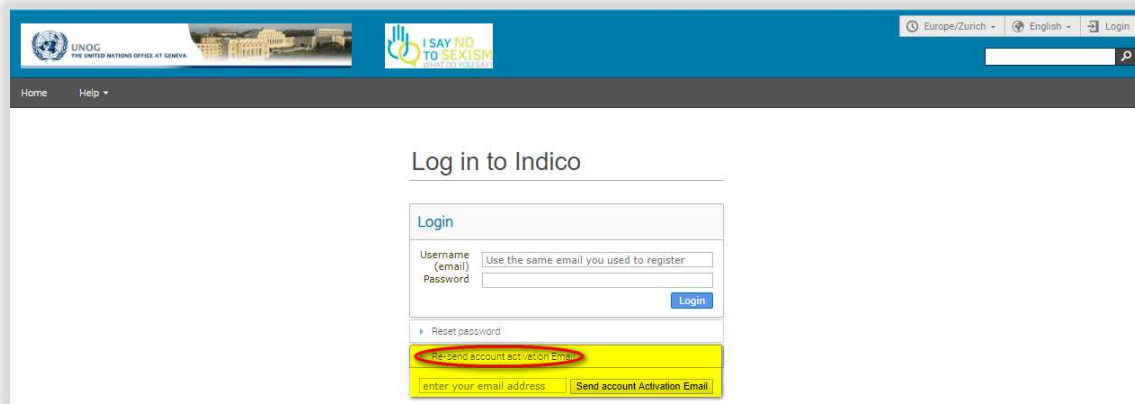 Europe/Zurich English Login
UNOG
THE UNITED NATIONS OFFICE AT GENEVA
I SAY NO
TO SEXISM
WHAT DO YOU SAY?
Home Help
Log in to Indico
Login
Username
(email)
Use the same email you used to register
Password
Login
Reset password
Re-send account activation Email
enter your email address Send account Activation Email